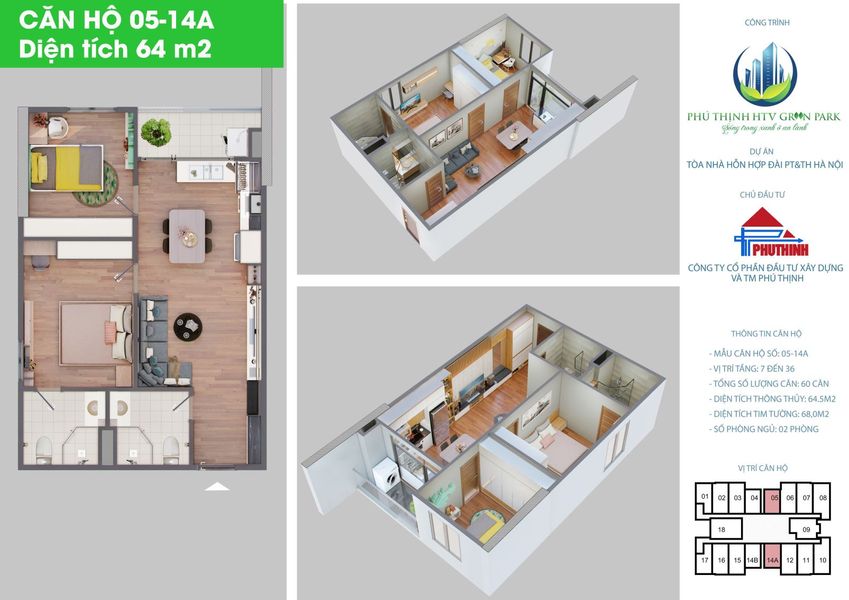 CĂN HỘ 05-14A
Diện tích 64 m2
CÔNG TRÌNH
PHÚ THỊNH HTV GREEN PARK
Sống trong xanh ở an lành
DỰ ÁN
TÒA NHÀ HỖN HỢP ĐÀI PT&TH HÀ NỘI
CHỦ ĐẦU TƯ
PHUTHINH
CÔNG TY CỔ PHẦN ĐẦU TƯ XÂY DỰNG
VÀ TM PHÚ THỊNH
THÔNG TIN CĂN HỘ
- MẪU CĂN HỘ SỐ: 05-14A
- VỊ TRÍ TẦNG: 7 ĐẾN 36
- TỔNG SỐ LƯỢNG CĂN: 60 CĂN
- DIỆN TÍCH THÔNG THỦY: 64.5M2
- DIỆN TÍCH TIM TƯỜNG: 68,0M2
- SỐ PHÒNG NGỦ: 02 PHÒNG
VỊ TRÍ CĂN HỘ
01 02 03 04 05 06 07 08
18 09
17 16 15 14B 14A 12 11 10